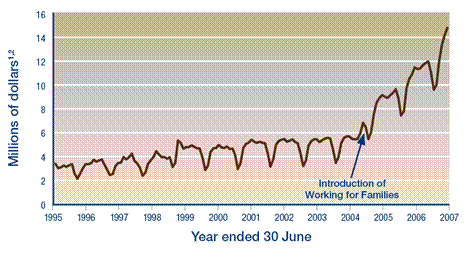 Millions of dollars1,2
16
14
12
10
8
6
4
2
0
Introduction of
Working for Families
1995 1996 1997 1998 1999 2000 2001 2002 2003 2004 2005 2006 2007
Year ended 30 June